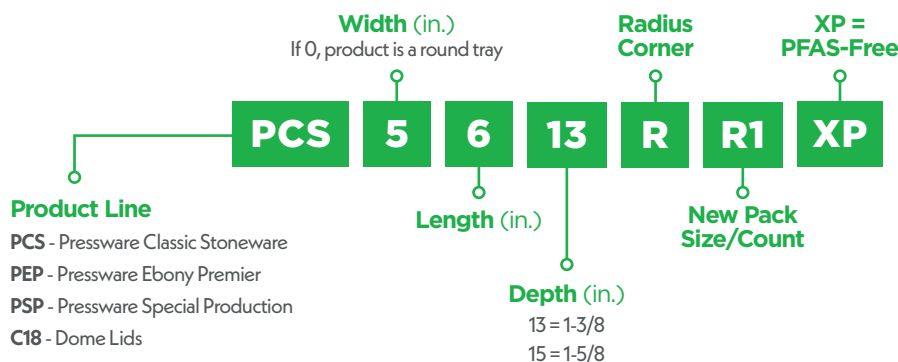 Width (in.)
If 0, product is a round tray
Radius
Corner
XP =
PFAS-Free
PCS 5 6 13 R R1 XP
Product Line
PCS - Pressware Classic Stoneware
PEP - Pressware Ebony Premier
PSP - Pressware Special Production
C18 - Dome Lids
Length (in.)
Depth (in.)
13 = 1-3/8
15 = 1-5/8
New Pack
Size/Count